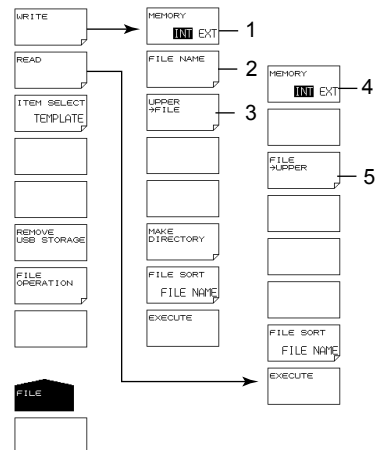 WRITE
READ
ITEM SELECT
TEMPLATE
REMOVE
USB STORAGE
FILE
OPERATION
FILE
MEMORY
INT EXT
1
FILE NAME
2
UPPER
→FILE
3
MAKE
DIRECTORY
FILE SORT
FILE NAME
EXECUTE
MEMORY
INT EXT
4
FILE
→UPPER
5
FILE SORT
FILE NAME
EXECUTE